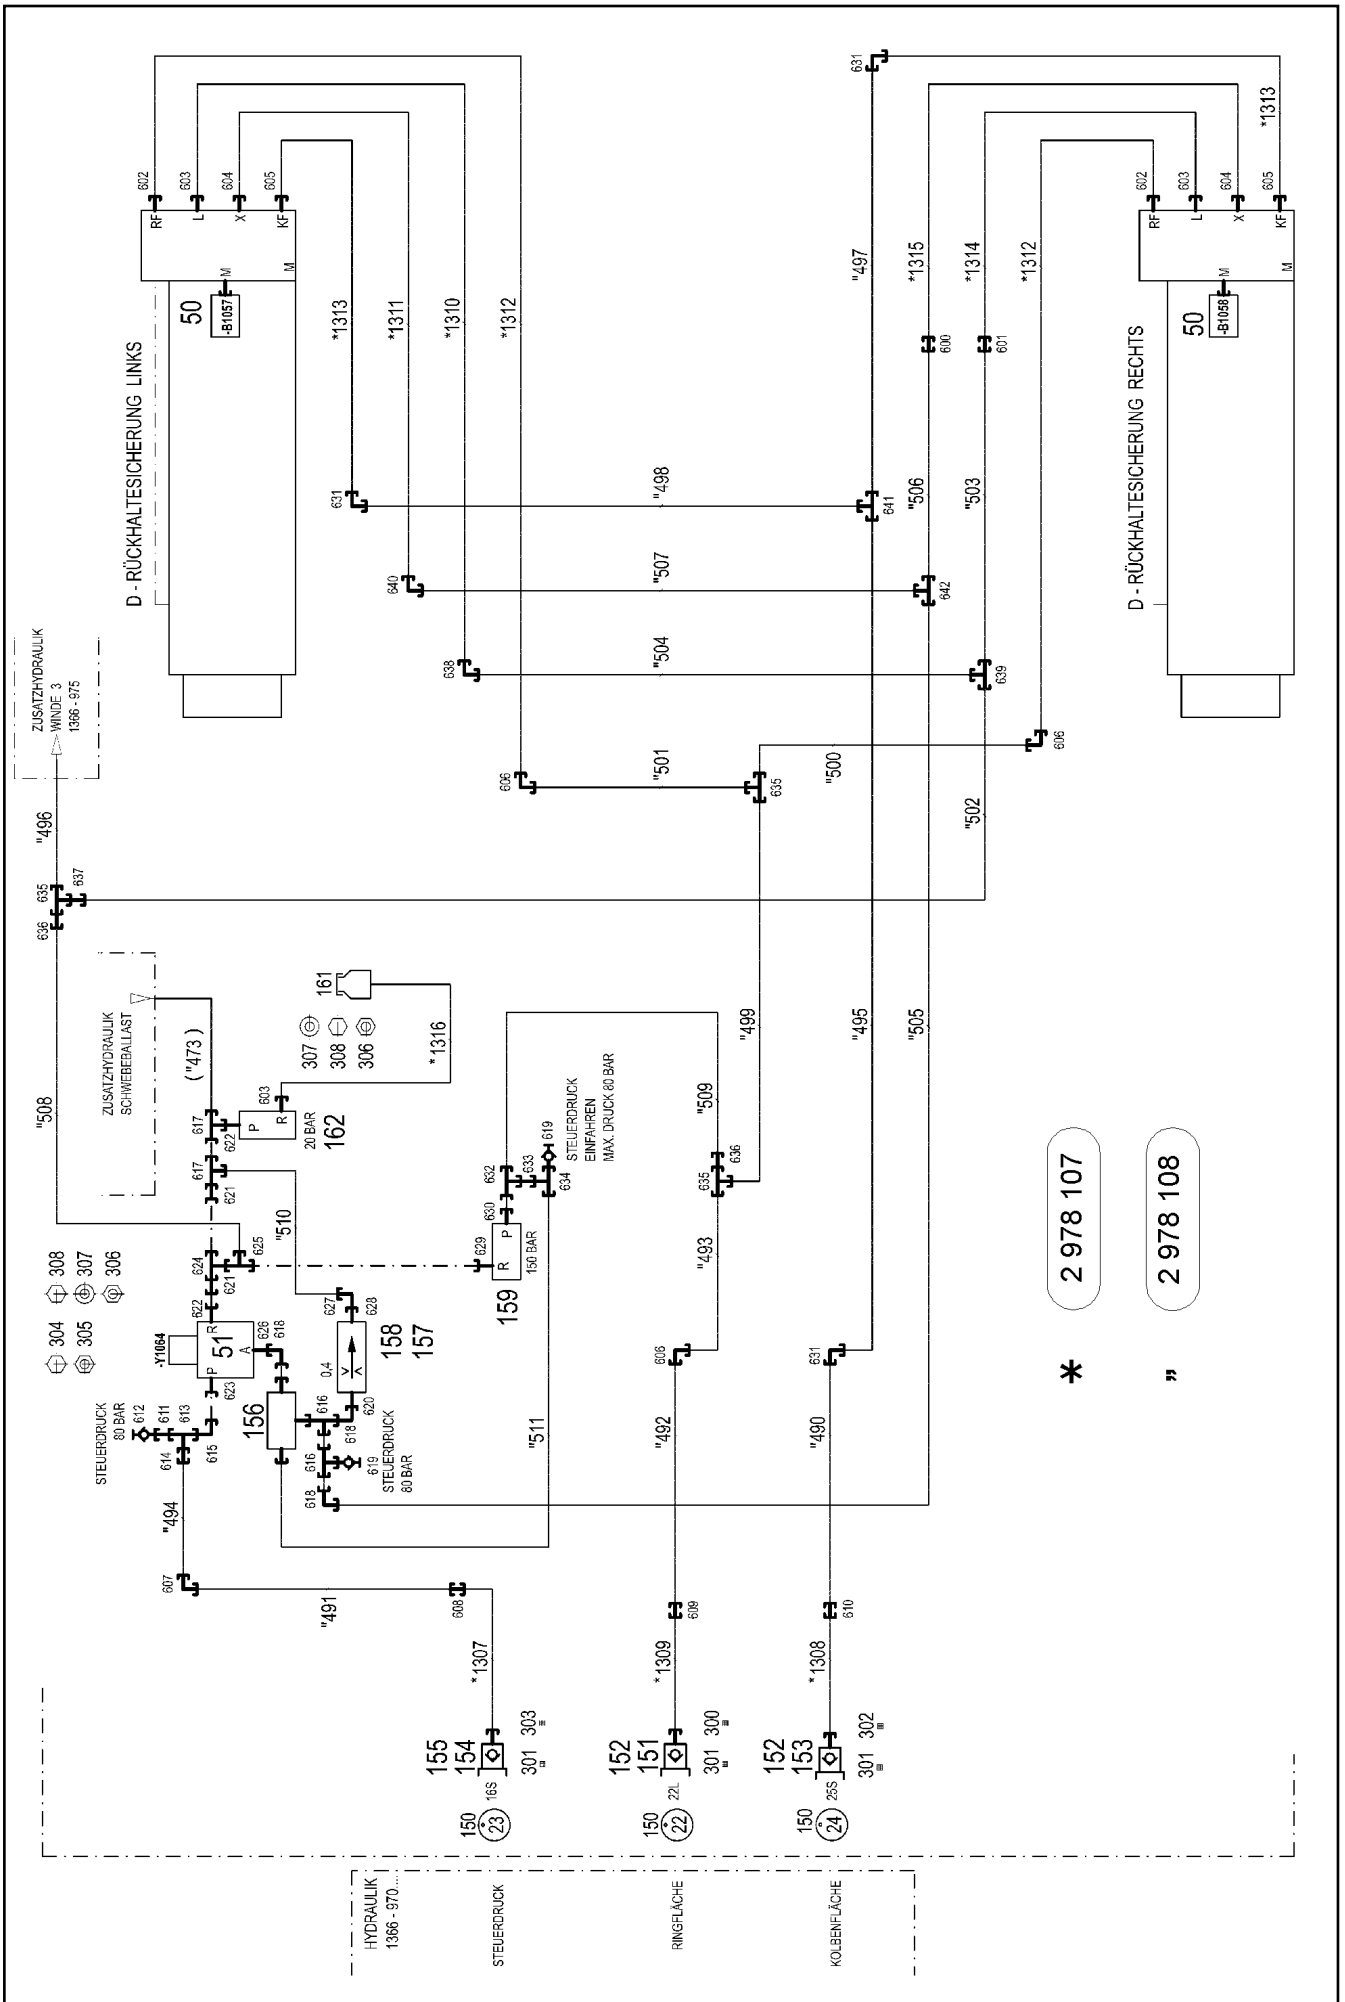 HYDRAULIK
1366 - 970...
STEUERDRUCK
RINGFLÄCHE
KOLBENFLÄCHE
150
23
16S
155
154
301
303
*1307
608
"491
607
"494
150
22
22L
152
151
301
300
*1309
609
"492
606
"493
150
24
25S
152
153
301
302
*1308
610
"490
631
"495
STEUERDRUCK
80 BAR
612
611
613
614
615
304
305
308
307
306
-Y1064
P
R
A
51
623
622
626
618
156
616
618
620
616
618
619
STEUERDRUCK
80 BAR
0,4
158
157
627
628
"510
"511
624
621
625
"508
617
621
617
622
("473 )
ZUSATZHYDRAULIK
SCHWEBEBALLAST
P
R
20 BAR
162
603
*1316
161
307
308
306
159
R
P
150 BAR
629
630
632
633
634
619
STEUERDRUCK
EINFAHREN
MAX. DRUCK 80 BAR
"509
635
636
"499
"505
636
635
637
"496
ZUSATZHYDRAULIK
WINDE 3
1366 - 975
"502
606
"501
635
"500
606
638
"504
639
640
"507
642
631
"498
641
"506
"503
600
601
"497
*1315
*1314
*1312
631
*1313
*1313
*1311
*1310
*1312
D - RÜCKHALTESICHERUNG LINKS
50
-B1057
M
M
RF
L
X
KF
602
603
604
605
D - RÜCKHALTESICHERUNG RECHTS
50
-B1058
M
M
RF
L
X
KF
602
603
604
605
* 2 978 107
" 2 978 108